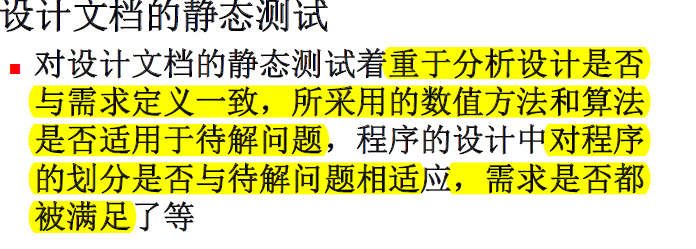 设计文档的静态测试
对设计文档的静态测试着重于分析设计是否
与需求定义一致，所采用的数值方法和算法
是否适用于待解问题，程序的设计中对程序
的划分是否与待解问题相适应，需求是否都
被满足了等